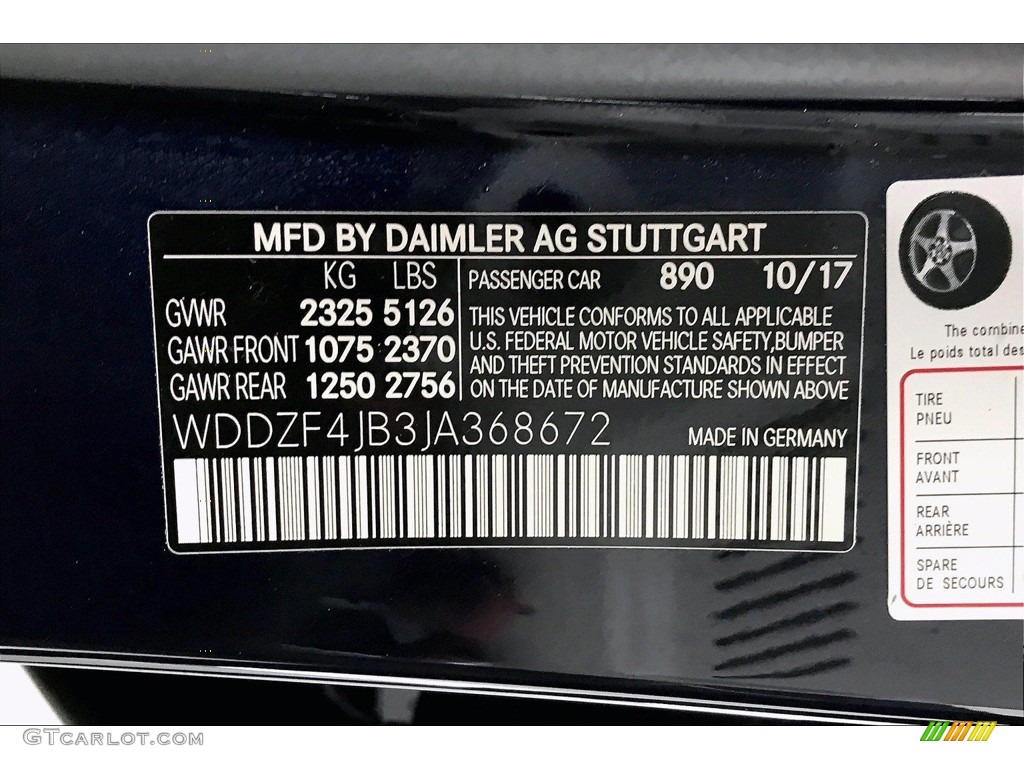 MFD BY DAIMLER AG STUTTGART
KG LBS
GVWR 2325 5126
GAWR FRONT 1075 2370
GAWR REAR 1250 2756
PASSENGER CAR 890 10/17
THIS VEHICLE CONFORMS TO ALL APPLICABLE
U.S. FEDERAL MOTOR VEHICLE SAFETY,BUMPER
AND THEFT PREVENTION STANDARDS IN EFFECT
ON THE DATE OF MANUFACTURE SHOWN ABOVE
WDDZF4JB3JA368672
MADE IN GERMANY
The combine
Le poids total des
TIRE
PNEU
FRONT
AVANT
REAR
ARRIÈRE
SPARE
DE SECOURS
GTCarlot.com